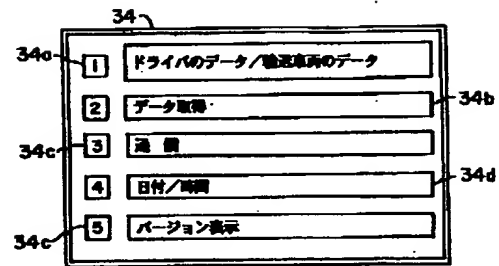 34
34a
1 ドライバのデータ/輸送車両のデータ
2 データ取得
34b
34c
3 通信
4 日付/時間
34d
34c
5 バージョン表示